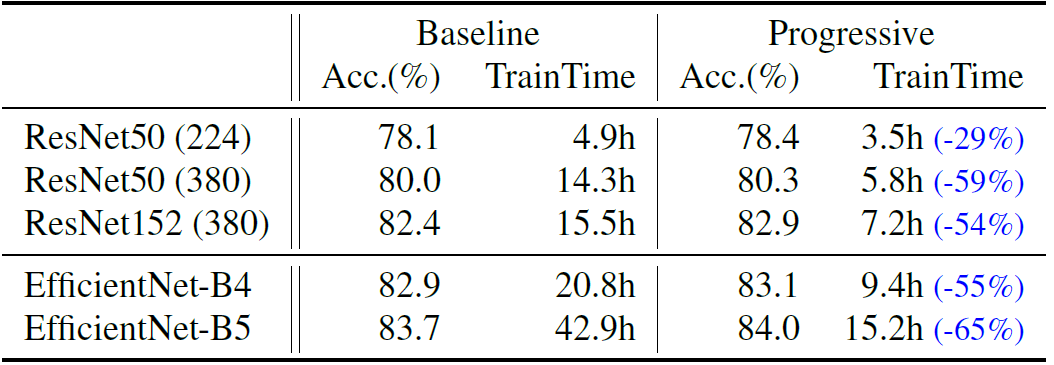 Baseline Progressive
Acc.(%) TrainTime Acc.(%) TrainTime
ResNet50 (224) 78.1 4.9h 78.4 3.5h (-29%)
ResNet50 (380) 80.0 14.3h 80.3 5.8h (-59%)
ResNet152 (380) 82.4 15.5h 82.9 7.2h (-54%)
EfficientNet-B4 82.9 20.8h 83.1 9.4h (-55%)
EfficientNet-B5 83.7 42.9h 84.0 15.2h (-65%)